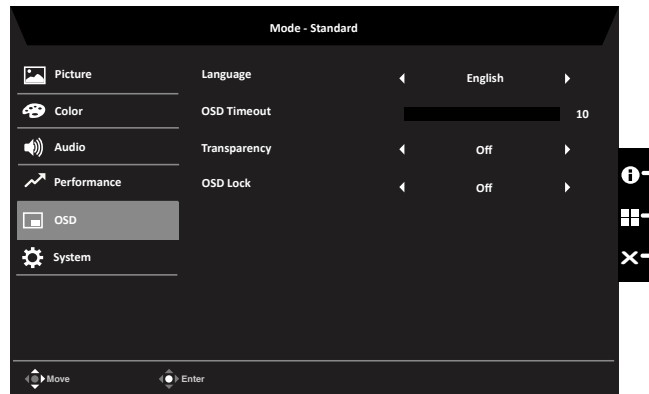 Mode - Standard
Picture
Language
English
Color
OSD Timeout
10
Audio
Transparency
Off
Performance
OSD Lock
Off
OSD
System
Move
Enter